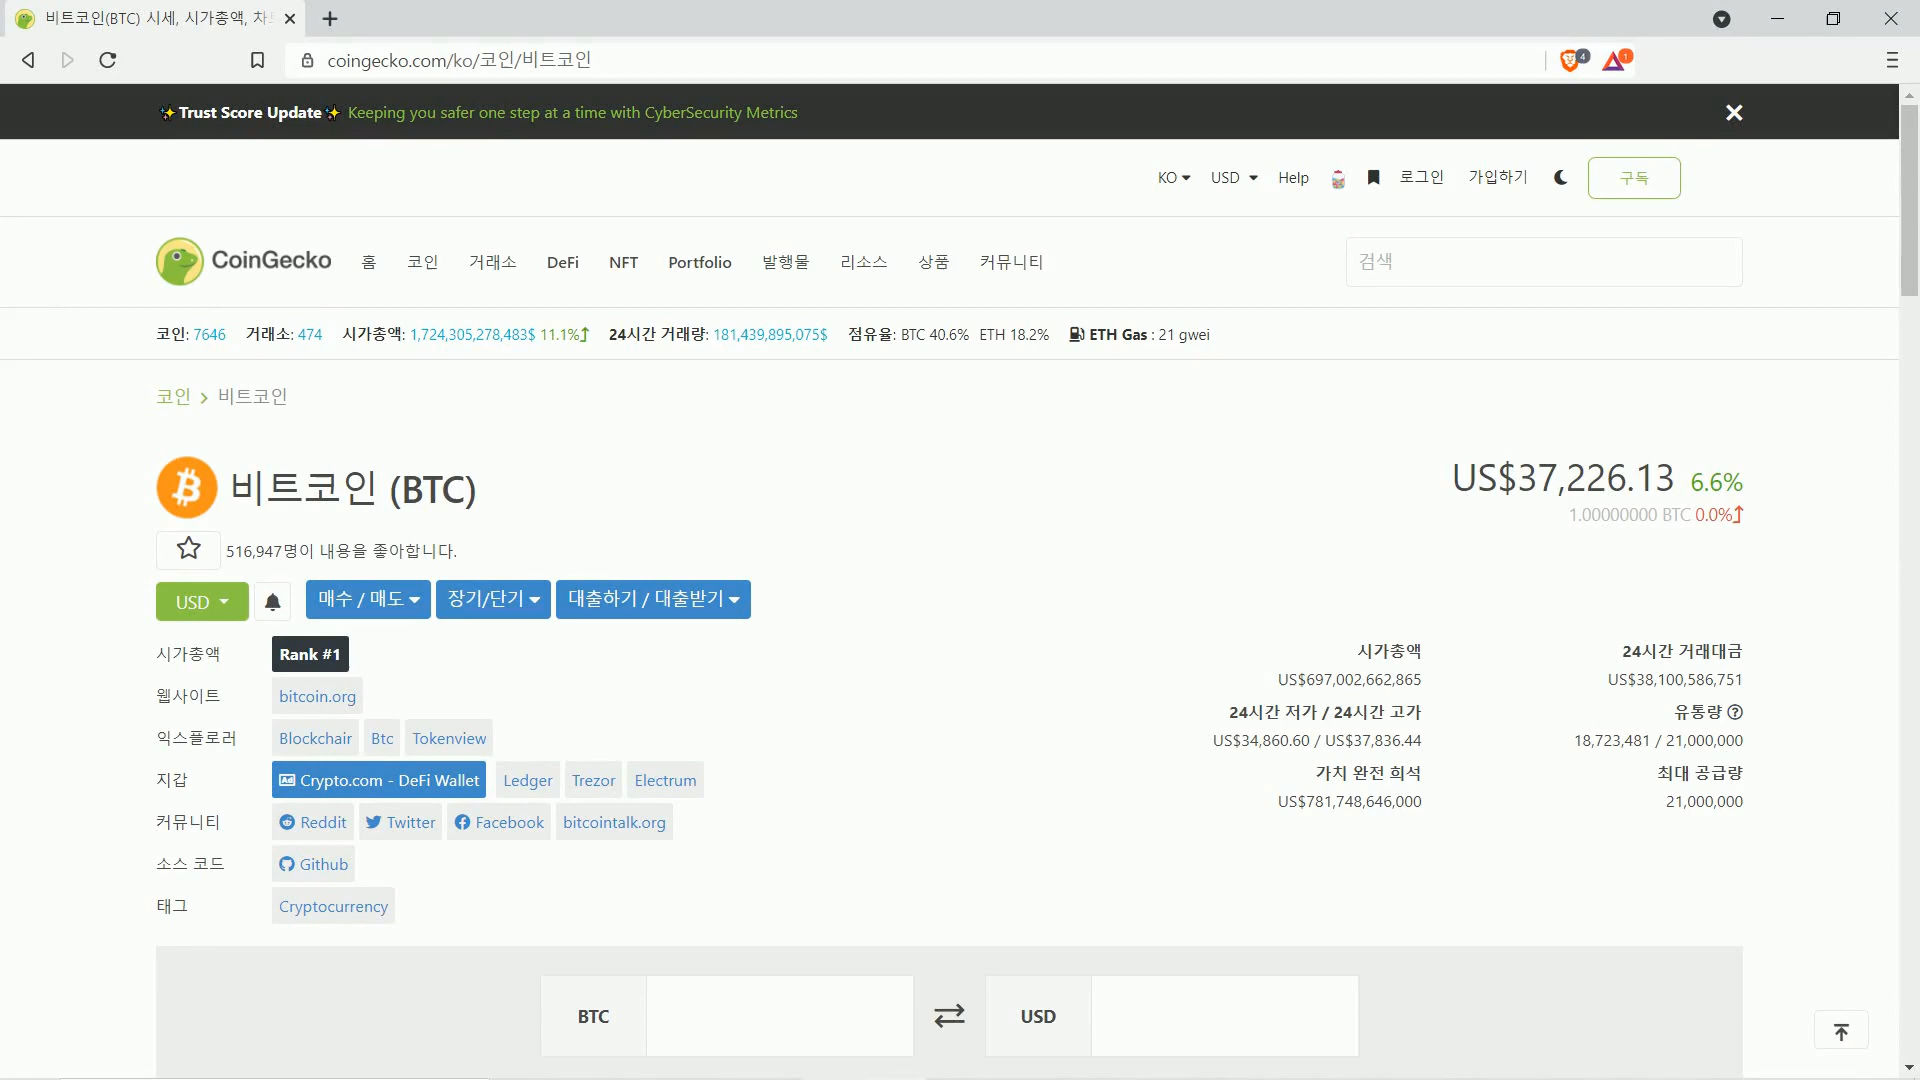 비트코인(BTC) 시세, 시가총액, 차트
coingecko.com/ko/코인/비트코인
4
1
✨Trust Score Update✨ Keeping you safer one step at a time with CyberSecurity Metrics
KO USD Help 로그인 가입하기 구독
CoinGecko 홈 코인 거래소 DeFi NFT Portfolio 발행물 리소스 상품 커뮤니티 검색
코인: 7646 거래소: 474 시가총액: 1,724,305,278,483$ 11.1% 24시간 거래량: 181,439,895,075$ 점유율: BTC 40.6% ETH 18.2% ETH Gas : 21 gwei
코인 > 비트코인
비트코인 (BTC)
US$37,226.13 6.6%
1.00000000 BTC 0.0%
516,947명이 내용을 좋아합니다.
USD 매수 / 매도 장기/단기 대출하기 / 대출받기
시가총액 Rank #1
웹사이트 bitcoin.org
익스플로러 Blockchair Btc Tokenview
지갑 Ad Crypto.com - DeFi Wallet Ledger Trezor Electrum
커뮤니티 Reddit Twitter Facebook bitcointalk.org
소스 코드 Github
태그 Cryptocurrency
시가총액
US$697,002,662,865
24시간 저가 / 24시간 고가
US$34,860.60 / US$37,836.44
가치 완전 희석
US$781,748,646,000
24시간 거래대금
US$38,100,586,751
유통량
18,723,481 / 21,000,000
최대 공급량
21,000,000
BTC USD